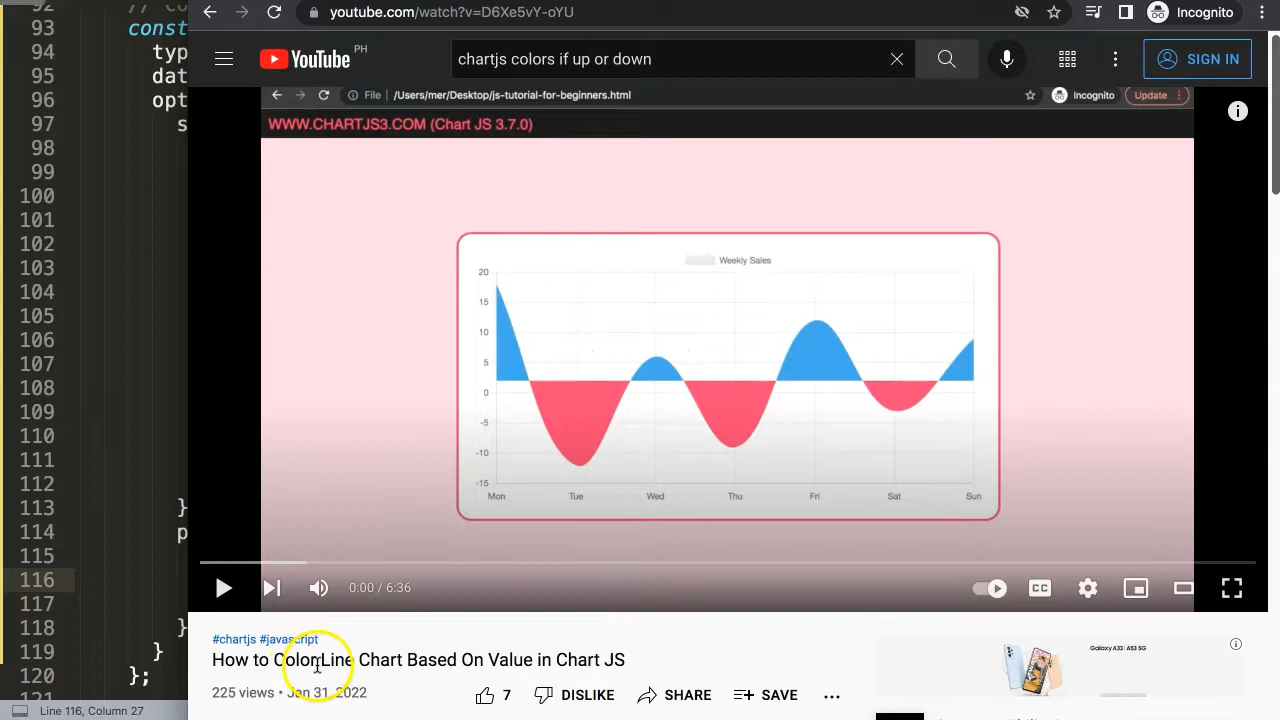 92 // Co
93 const
94 typ
95 dat
96 opt
97 s
98
99
100
101
102
103
104
105
106
107
108
109
110
111
112
113 }
114 p
115
116
117
118 }
119 }
120 };
121
Line 116, Column 27
youtube.com/watch?v=D6Xe5vY-oYU
Incognito
YouTube PH
chartjs colors if up or down
SIGN IN
File /Users/mer/Desktop/js-tutorial-for-beginners.html
Incognito
Update
WWW.CHARTJS3.COM (Chart JS 3.7.0)
Weekly Sales
20
15
10
5
0
-5
-10
-15
Mon Tue Wed Thu Fri Sat Sun
0:00 / 6:36
CC
#chartjs #javascript
How to ColorLine Chart Based On Value in Chart JS
225 views • Jan 31, 2022
7 DISLIKE SHARE SAVE
Galaxy A33 | A53 5G